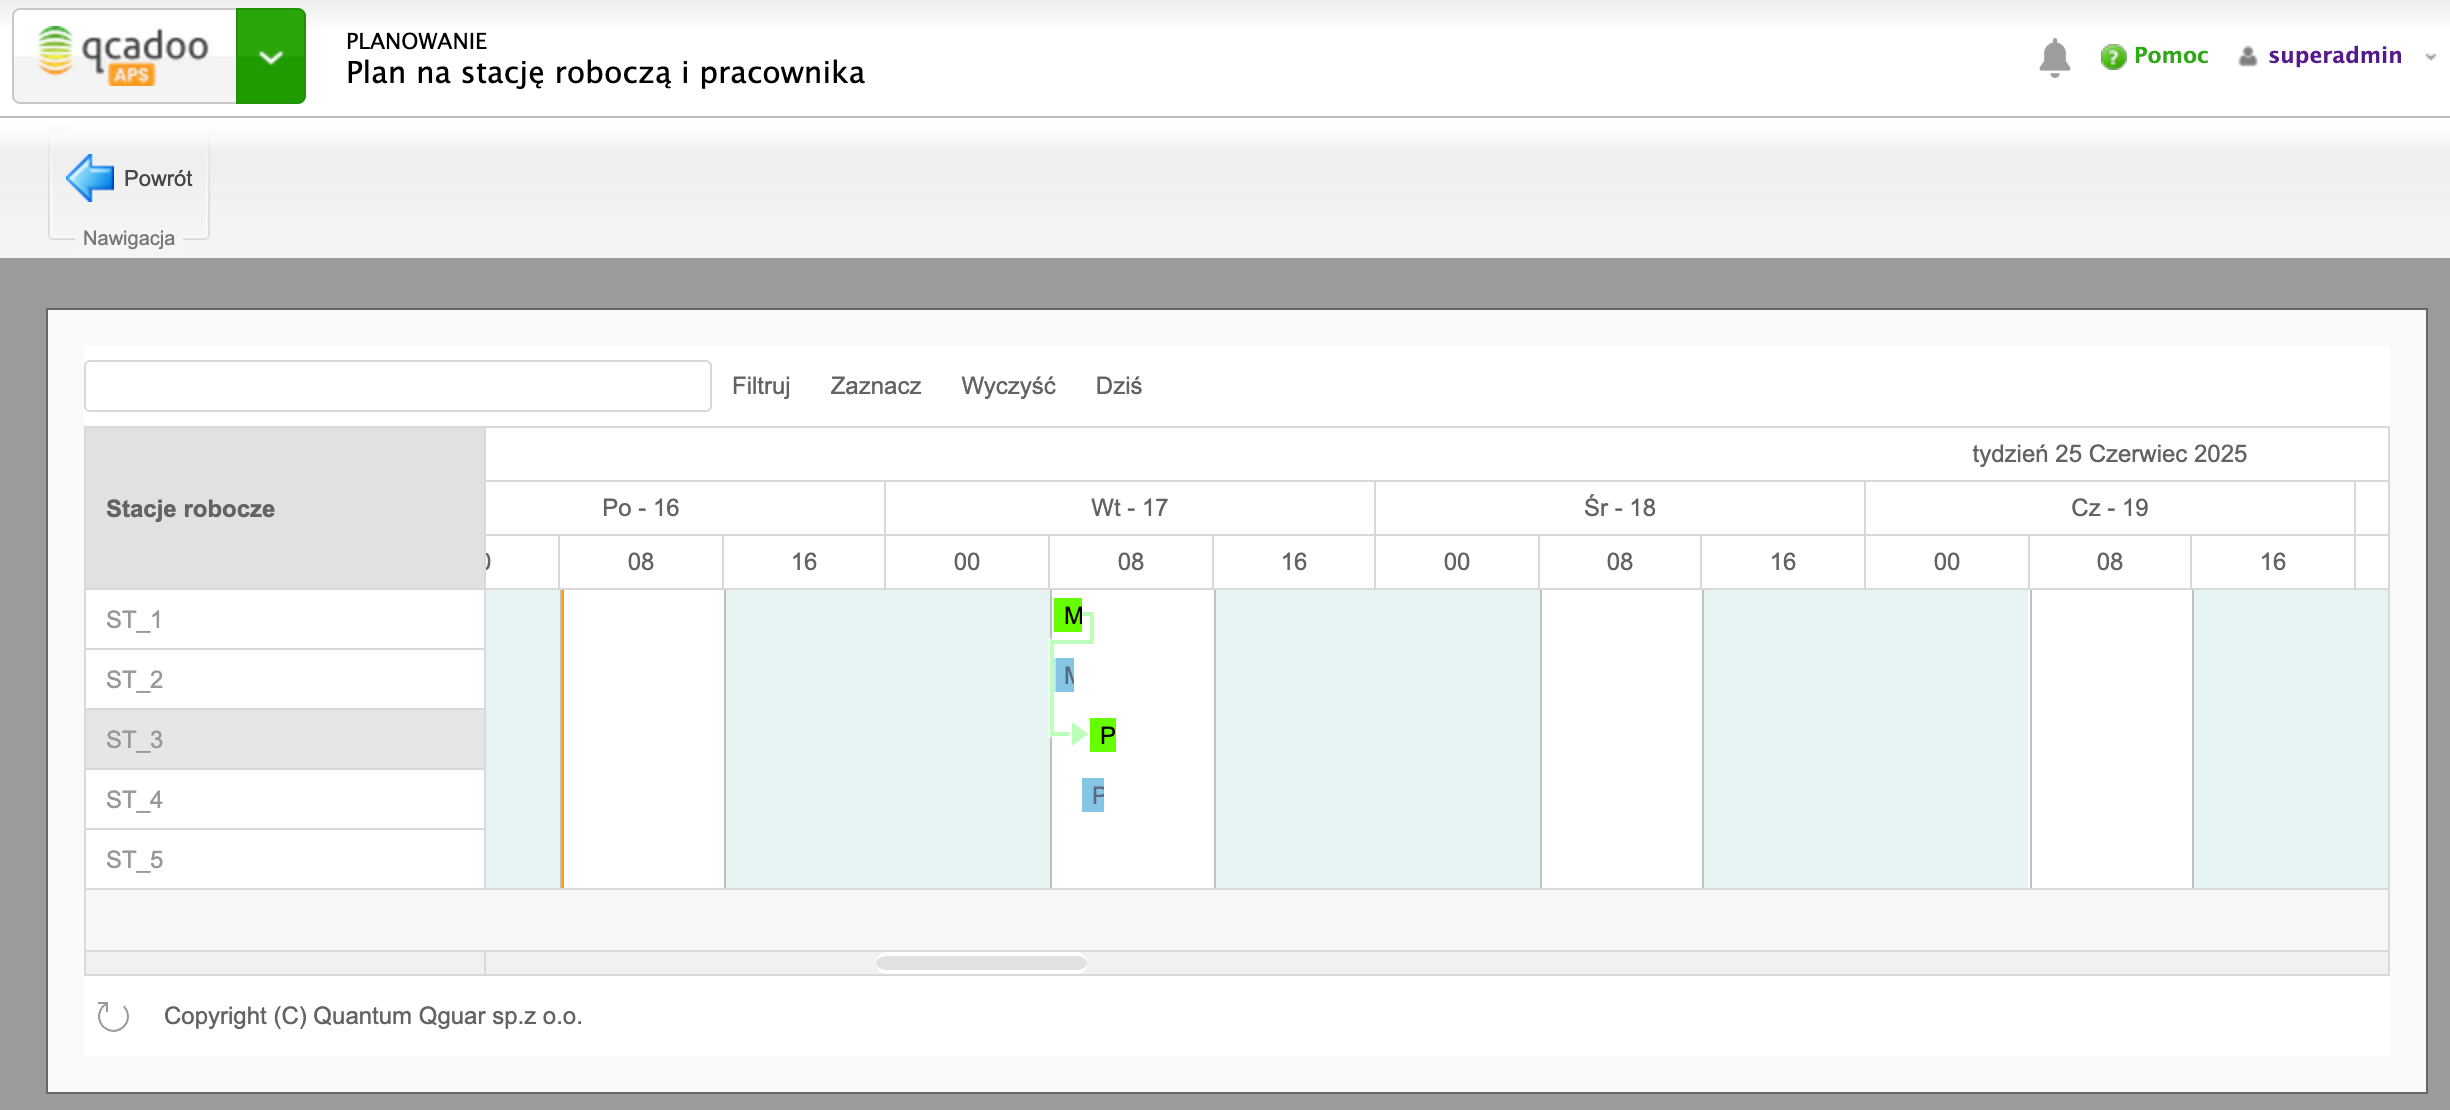 qcadoo
APS
PLANOWANIE
Plan na stację roboczą i pracownika
Pomoc
superadmin
Powrót
Nawigacja
Filtruj Zaznacz Wyczyść Dziś
Stacje robocze
tydzień 25 Czerwiec 2025
Po - 16 Wt - 17 Śr - 18 Cz - 19
08 16 00 08 16 00 08 16 00 08 16
ST_1 M
ST_2 M
ST_3 P
ST_4 P
ST_5
Copyright (C) Quantum Qguar sp.z o.o.